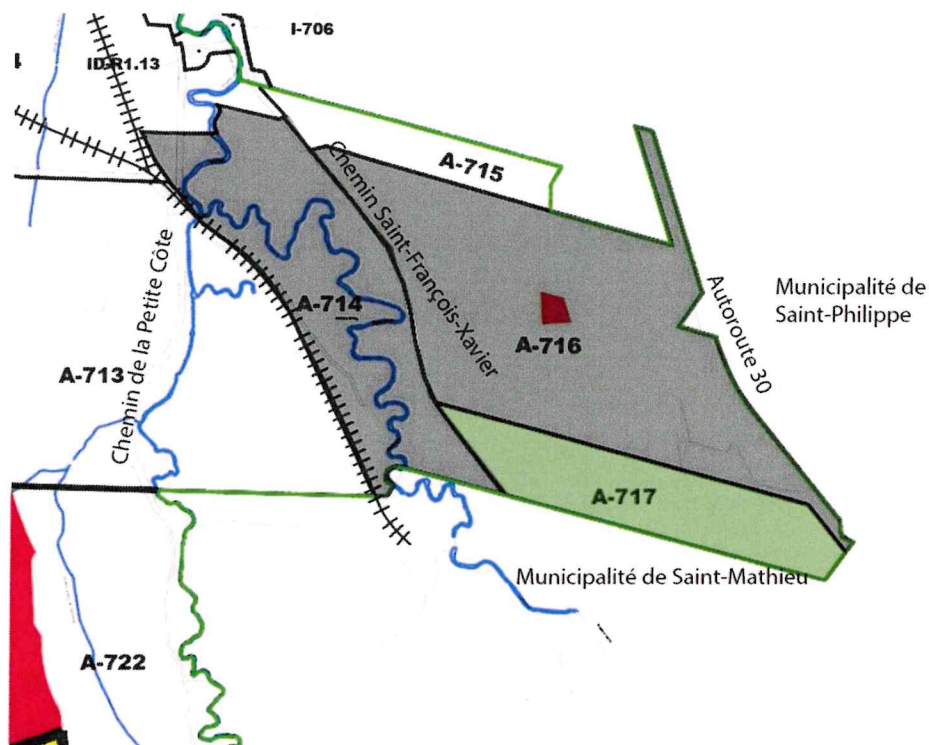 I-706
ID-R1.13
A-715
Chemin Saint-François-Xavier
Chemin de la Petite Côte
A-714
A-716
Autoroute 30
Municipalité de
Saint-Philippe
A-713
A-717
Municipalité de Saint-Mathieu
A-722